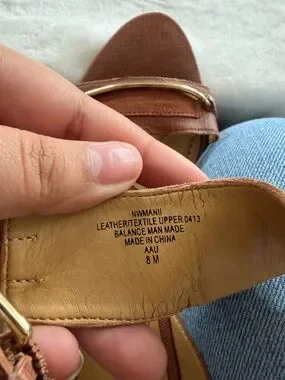 NWMANII
LEATHER/TEXTILE UPPER 0413
BALANCE MAN MADE
MADE IN CHINA
AAU
8 M